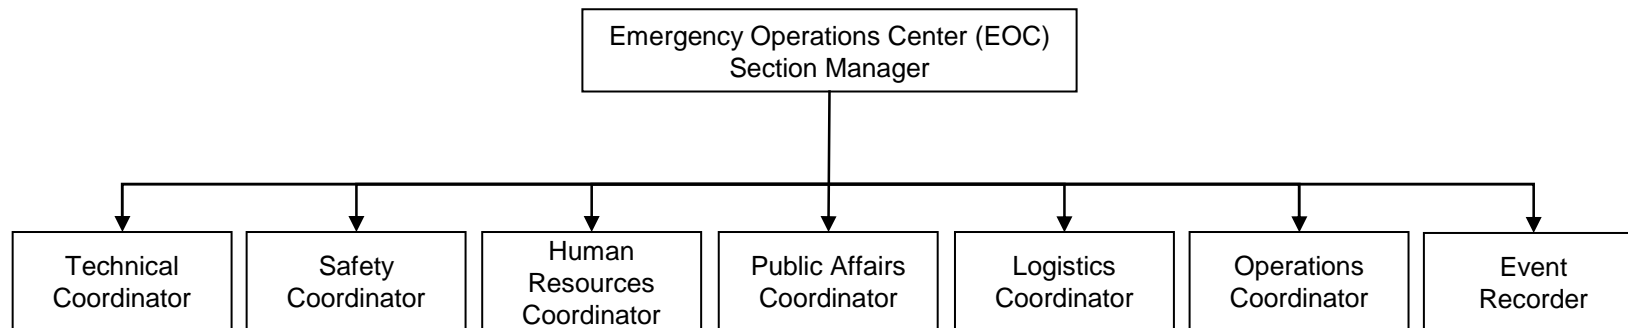 Emergency Operations Center (EOC)
Section Manager
Technical
Coordinator
Safety
Coordinator
Human
Resources
Coordinator
Public Affairs
Coordinator
Logistics
Coordinator
Operations
Coordinator
Event
Recorder